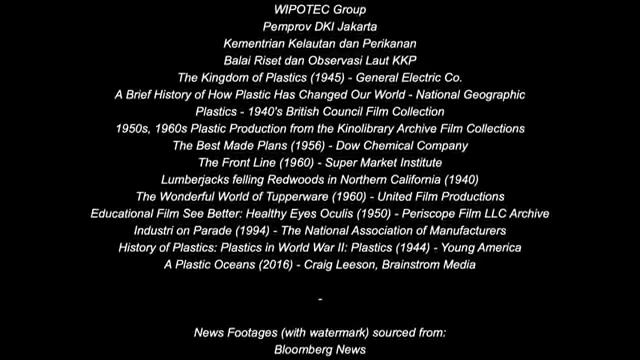 WIPOTEC Group
Pemprov DKI Jakarta
Kementrian Kelautan dan Perikanan
Balai Riset dan Observasi Laut KKP
The Kingdom of Plastics (1945) - General Electric Co.
A Brief History of How Plastic Has Changed Our World - National Geographic
Plastics - 1940's British Council Film Collection
1950s, 1960s Plastic Production from the Kinolibrary Archive Film Collections
The Best Made Plans (1956) - Dow Chemical Company
The Front Line (1960) - Super Market Institute
Lumberjacks felling Redwoods in Northern California (1940)
The Wonderful World of Tupperware (1960) - United Film Productions
Educational Film See Better: Healthy Eyes Oculis (1950) - Periscope Film LLC Archive
Industri on Parade (1994) - The National Association of Manufacturers
History of Plastics: Plastics in World War II: Plastics (1944) - Young America
A Plastic Oceans (2016) - Craig Leeson, Brainstrom Media
-
News Footages (with watermark) sourced from:
Bloomberg News